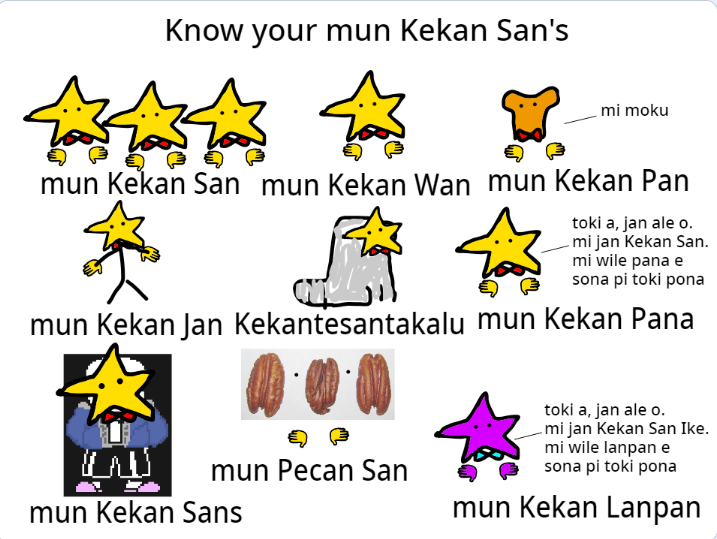 Know your mun Kekan San's
mi moku
mun Kekan San
mun Kekan Wan
mun Kekan Pan
toki a, jan ale o.
mi jan Kekan San.
mi wile pana e
sona pi toki pona
mun Kekan Jan
Kekantesantakalu
mun Kekan Pana
toki a, jan ale o.
mi jan Kekan San Ike.
mi wile lanpan e
sona pi toki pona
mun Pecan San
mun Kekan Sans
mun Kekan Lanpan